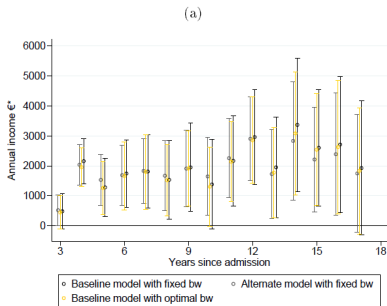 (a)
Annual income €*
6000
5000
4000
3000
2000
1000
0
3 6 9 12 15 18
Years since admission
Baseline model with fixed bw Alternate model with fixed bw
Baseline model with optimal bw